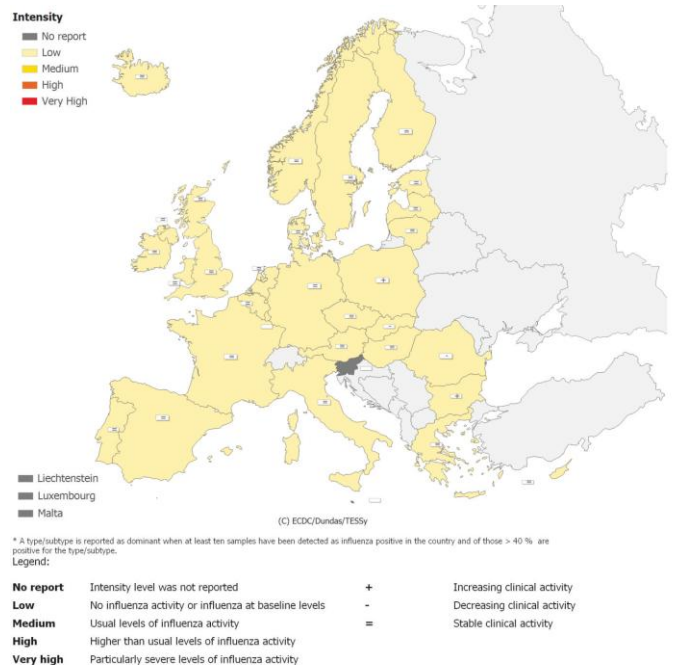 Intensity
No report
Low
Medium
High
Very High
Liechtenstein
Luxembourg
Malta
(C) ECDC/Dundas/TESSy
* A type/subtype is reported as dominant when at least ten samples have been detected as influenza positive in the country and of those > 40 % are
positive for the type/subtype.
Legend:
No report Intensity level was not reported + Increasing clinical activity
Low No influenza activity or influenza at baseline levels - Decreasing clinical activity
Medium Usual levels of influenza activity = Stable clinical activity
High Higher than usual levels of influenza activity
Very high Particularly severe levels of influenza activity